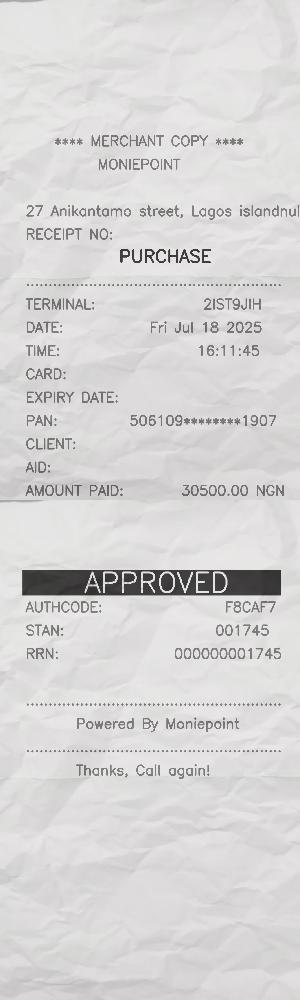 **** MERCHANT COPY ****
MONIEPOINT
27 Anikantamo street, Lagos islandnul
RECEIPT NO:
PURCHASE
TERMINAL: 2IST9JIH
DATE: Fri Jul 18 2025
TIME: 16:11:45
CARD:
EXPIRY DATE:
PAN: 506109********1907
CLIENT:
AID:
AMOUNT PAID: 30500.00 NGN
APPROVED
AUTHCODE: F8CAF7
STAN: 001745
RRN: 000000001745
Powered By Moniepoint
Thanks, Call again!